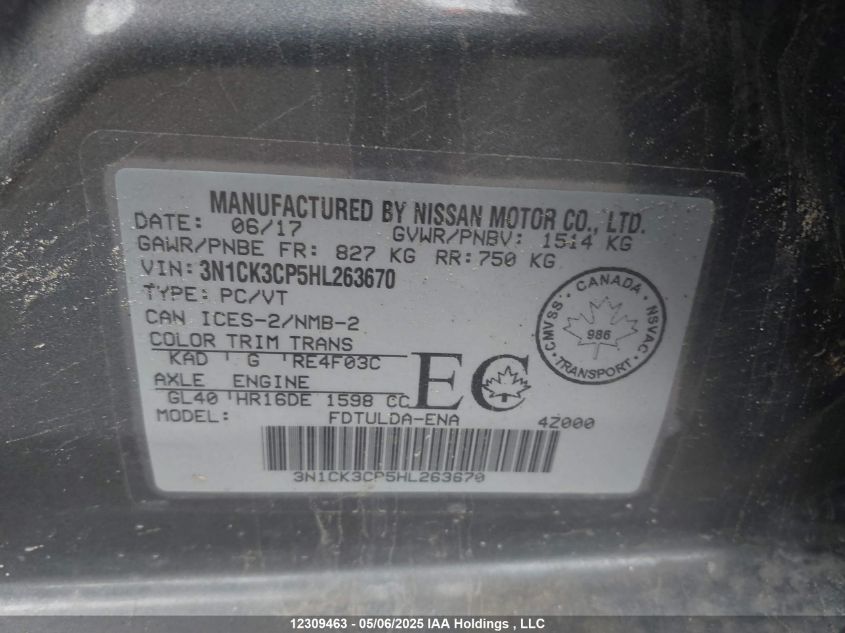 MANUFACTURED BY NISSAN MOTOR CO., LTD.
DATE: 06/17 GVWR/PNBV: 1514 KG
GAWR/PNBE FR: 827 KG RR: 750 KG
VIN: 3N1CK3CP5HL263670
TYPE: PC/VT
CAN ICES-2/NMB-2
COLOR TRIM TRANS
KAD G RE4F03C
AXLE ENGINE
GL40 HR16DE 1598 CC
MODEL: FDTULDA-ENA 4Z000
3N1CK3CP5HL263670
EC
CANADA
CMVSS 986 NSVAC
TRANSPORT
12309463 - 05/06/2025 IAA Holdings , LLC